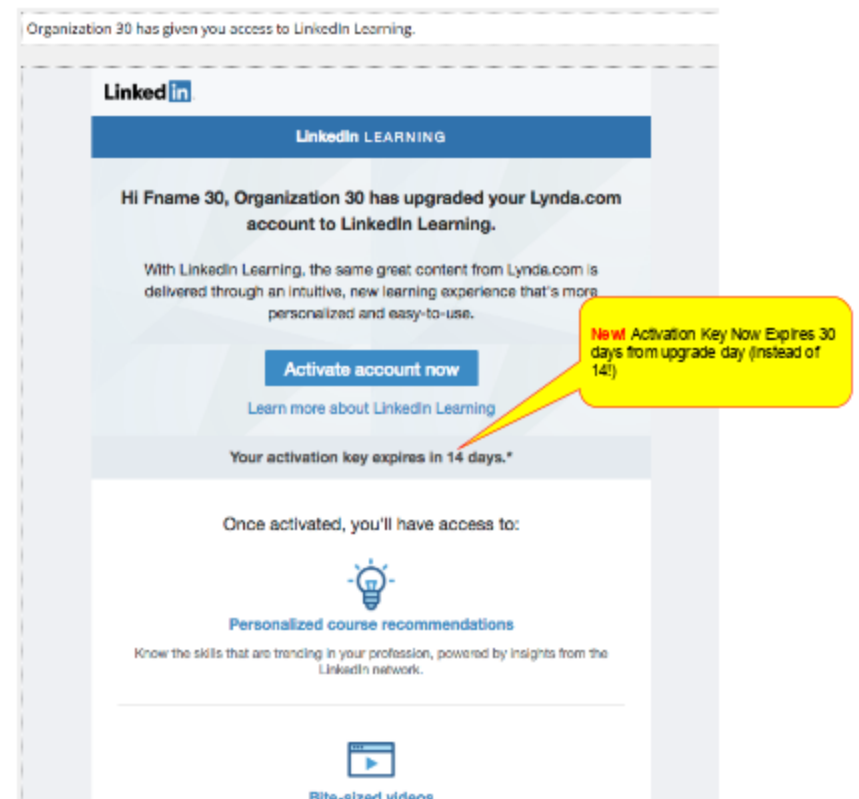 Organization 30 has given you access to LinkedIn Learning.
Linked in
LinkedIn LEARNING
Hi Fname 30, Organization 30 has upgraded your Lynda.com
account to LinkedIn Learning.
With LinkedIn Learning, the same great content from Lynda.com is
delivered through an intuitive, new learning experience that's more
personalized and easy-to-use.
New! Activation Key Now Expires 30
days from upgrade day (instead of
14!)
Activate account now
Learn more about LinkedIn Learning
Your activation key expires in 14 days.*
Once activated, you'll have access to:
Personalized course recommendations
Know the skills that are trending in your profession, powered by insights from the
LinkedIn network.
Bite-sized videos